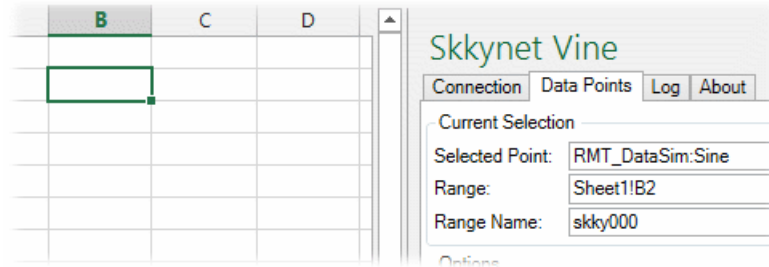 B C D
Skkynet Vine
Connection Data Points Log About
Current Selection
Selected Point: RMT_DataSim:Sine
Range: Sheet1!B2
Range Name: skky000
Options